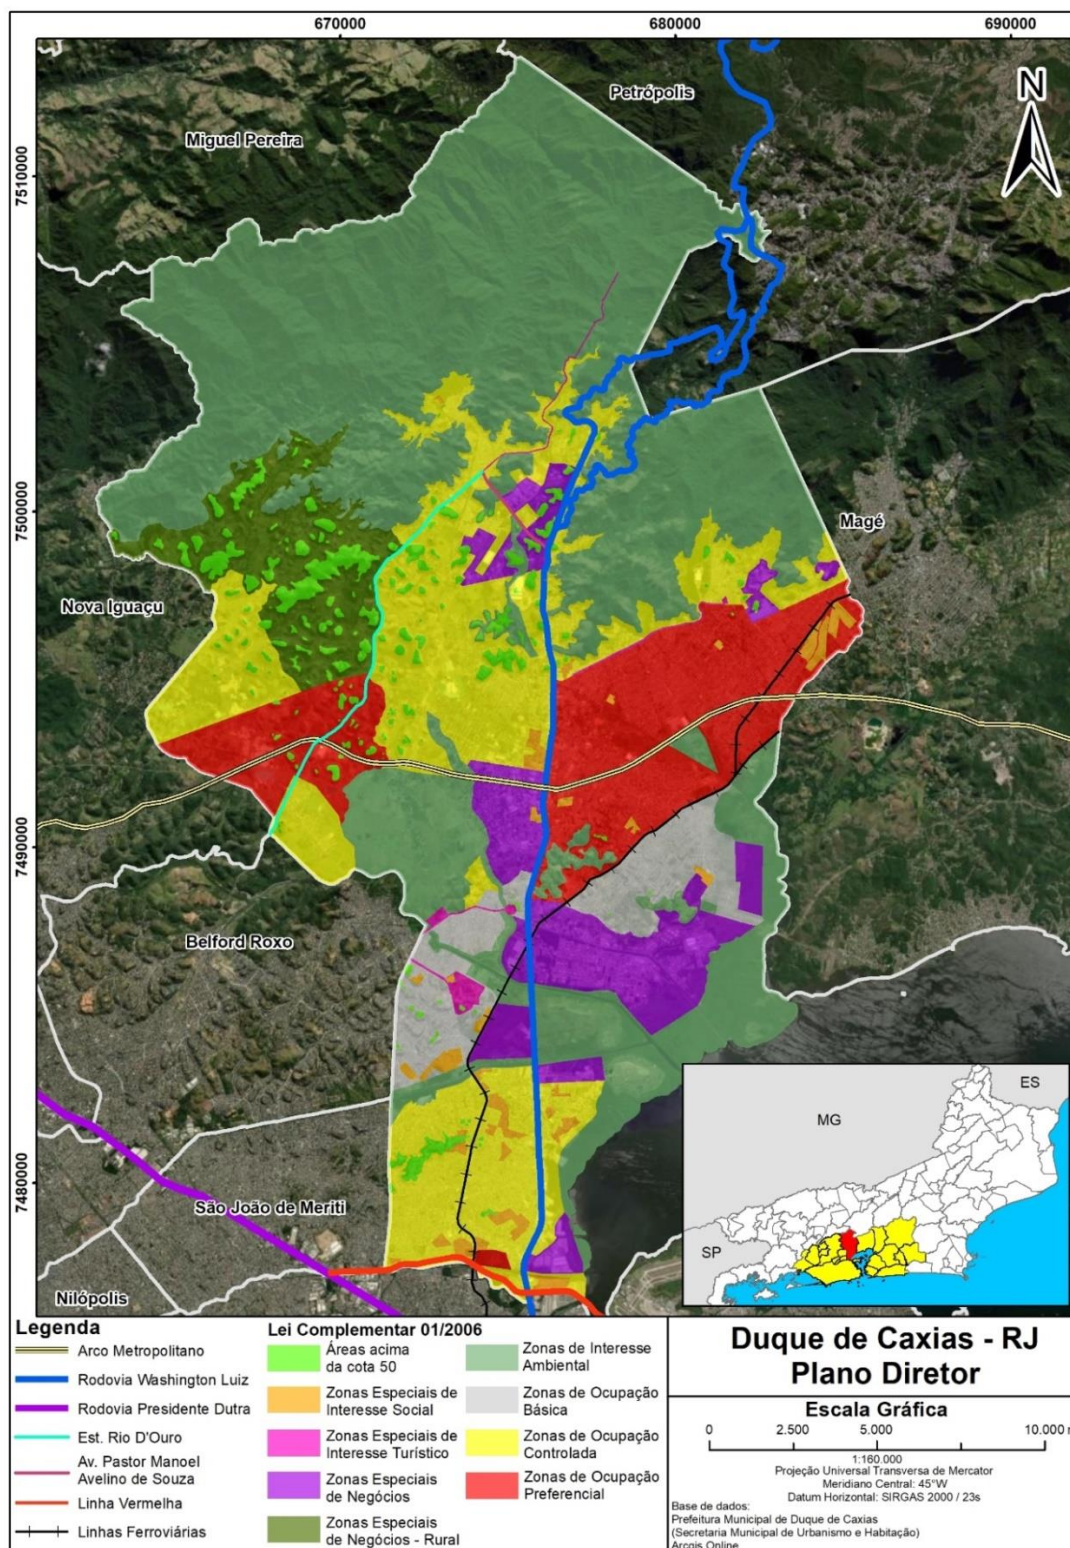 670000
680000
690000
7510000
7500000
7490000
7480000
N
Petrópolis
Miguel Pereira
Magé
Nova Iguaçu
Belford Roxo
São João de Meriti
Nilópolis
ES
MG
SP
Legenda
Arco Metropolitano
Rodovia Washington Luiz
Rodovia Presidente Dutra
Est. Rio D'Ouro
Av. Pastor Manoel
Avelino de Souza
Linha Vermelha
Linhas Ferroviárias
Lei Complementar 01/2006
Áreas acima
da cota 50
Zonas Especiais de
Interesse Social
Zonas Especiais de
Interesse Turístico
Zonas Especiais
de Negócios
Zonas Especiais
de Negócios - Rural
Zonas de Interesse
Ambiental
Zonas de Ocupação
Básica
Zonas de Ocupação
Controlada
Zonas de Ocupação
Preferencial
Duque de Caxias - RJ
Plano Diretor
Escala Gráfica
0 2.500 5.000 10.000
1:160.000
Projeção Universal Transversa de Mercator
Meridiano Central: 45°W
Datum Horizontal: SIRGAS 2000 / 23s
Base de dados:
Prefeitura Municipal de Duque de Caxias
(Secretaria Municipal de Urbanismo e Habitação)
Arcgis Online